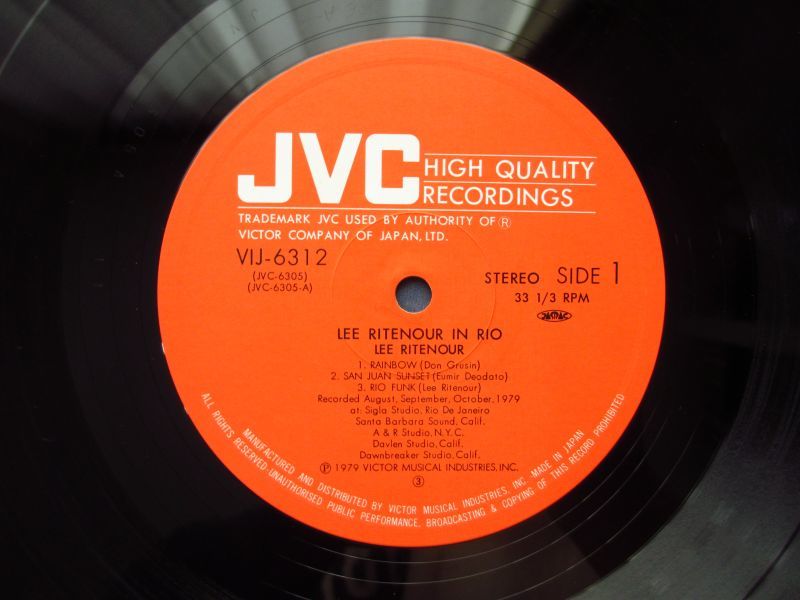 JVC HIGH QUALITY
RECORDINGS
TRADEMARK JVC USED BY AUTHORITY OF Ⓡ
VICTOR COMPANY OF JAPAN, LTD.
VIJ-6312
(JVC-6305)
(JVC-6305-A)
STEREO SIDE 1
33 1/3 RPM
JASRAC
LEE RITENOUR IN RIO
LEE RITENOUR
1. RAINBOW (Don Grusin)
2. SAN JUAN SUNSET (Eumir Deodato)
3. RIO FUNK (Lee Ritenour)
Recorded August, September, October, 1979
at: Sigla Studio, Rio De Janeiro
Santa Barbara Sound, Calif.
A & R Studio, N.Y.C.
Davlen Studio, Calif.
Dawnbreaker Studio, Calif.
Ⓟ 1979 VICTOR MUSICAL INDUSTRIES, INC.
③
MANUFACTURED AND DISTRIBUTED BY VICTOR MUSICAL INDUSTRIES, INC. MADE IN JAPAN
ALL RIGHTS RESERVED·UNAUTHORISED PUBLIC PERFORMANCE, BROADCASTING & COPYING OF THIS RECORD PROHIBITED